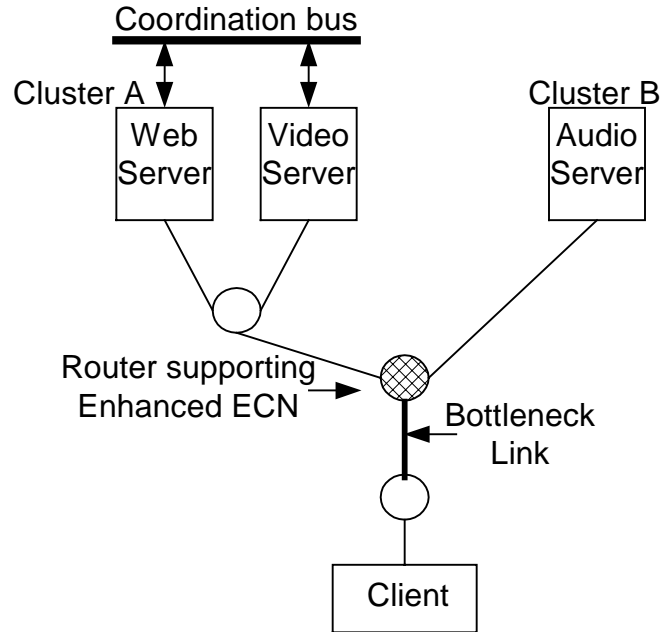 Coordination bus
Cluster A
Cluster B
Web
Server
Video
Server
Audio
Server
Router supporting
Enhanced ECN
Bottleneck
Link
Client